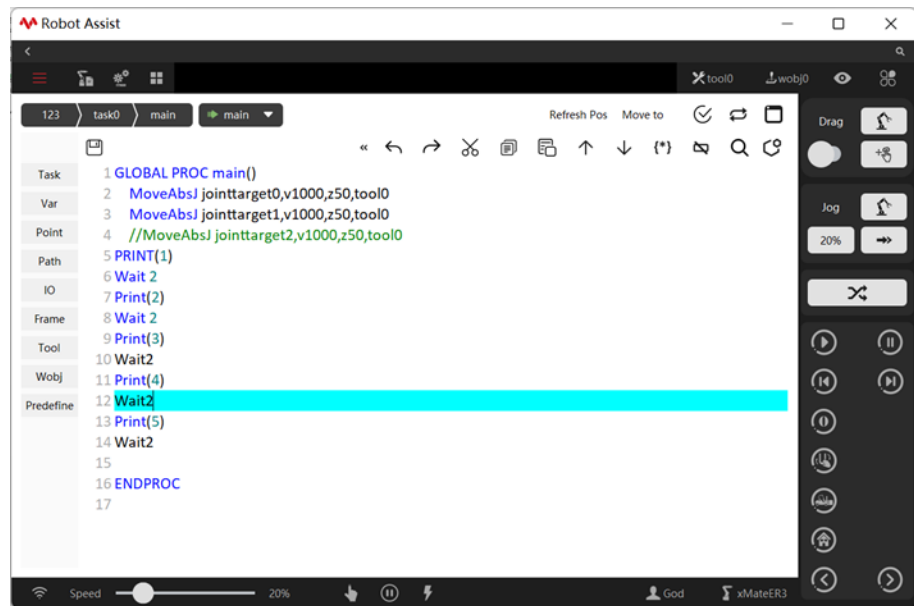 Robot Assist
tool0 wobj0
123 task0 main main Refresh Pos Move to
Task
Var
Point
Path
IO
Frame
Tool
Wobj
Predefine
1 GLOBAL PROC main()
2 MoveAbsJ jointtarget0,v1000,z50,tool0
3 MoveAbsJ jointtarget1,v1000,z50,tool0
4 //MoveAbsJ jointtarget2,v1000,z50,tool0
5 PRINT(1)
6 Wait 2
7 Print(2)
8 Wait 2
9 Print(3)
10 Wait2
11 Print(4)
12 Wait2
13 Print(5)
14 Wait2
15
16 ENDPROC
17
Drag
Jog
20%
Speed 20% God xMateER3